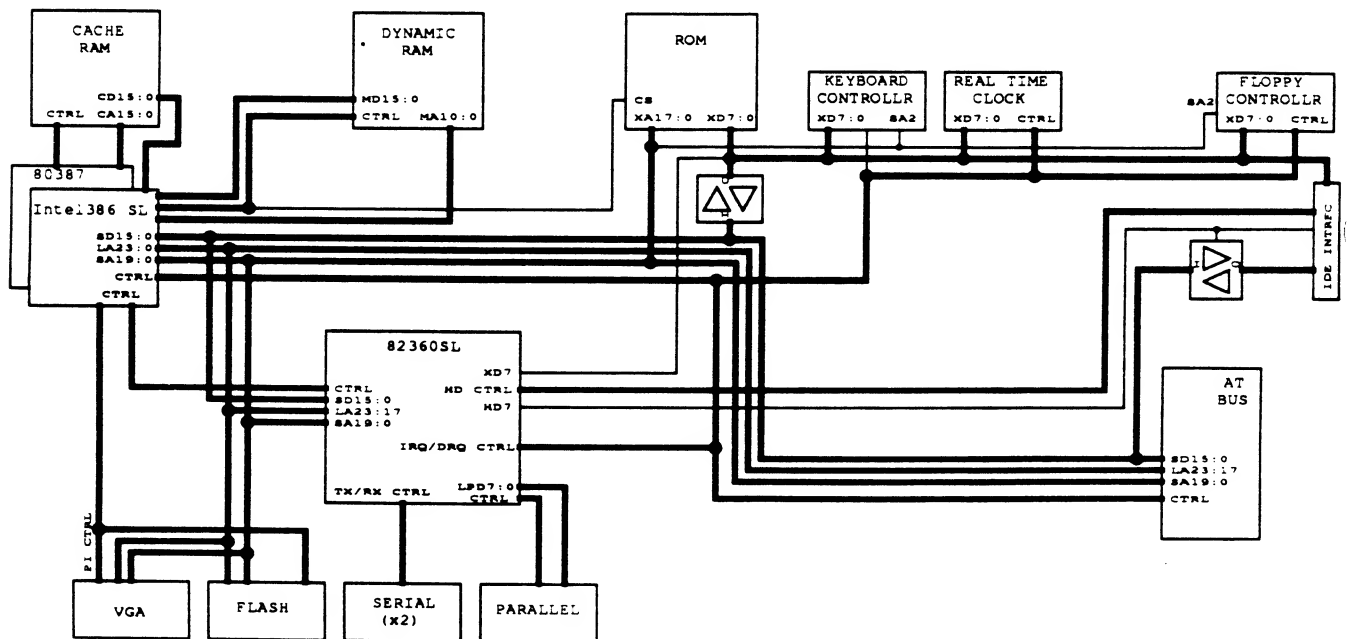 CACHE
RAM
CD15:0
CTRL CA15:0
DYNAMIC
RAM
MD15:0
CTRL MA10:0
ROM
CS
XA17:0 XD7:0
KEYBOARD
CONTROLLR
XD7:0 SA2
REAL TIME
CLOCK
XD7:0 CTRL
SA2
FLOPPY
CONTROLLR
XD7:0 CTRL
80387
Intel386 SL
SD15:0
LA23:0
SA19:0
CTRL
CTRL
IDE INTRFC
82360SL
XD7
CTRL
HD CTRL
SD15:0
HD7
LA23:17
SA19:0
IRQ/DRQ CTRL
LPD7:0
TX/RX CTRL
CTRL
AT
BUS
SD15:0
LA23:17
SA19:0
CTRL
PI CTRL
VGA
FLASH
SERIAL
(x2)
PARALLEL